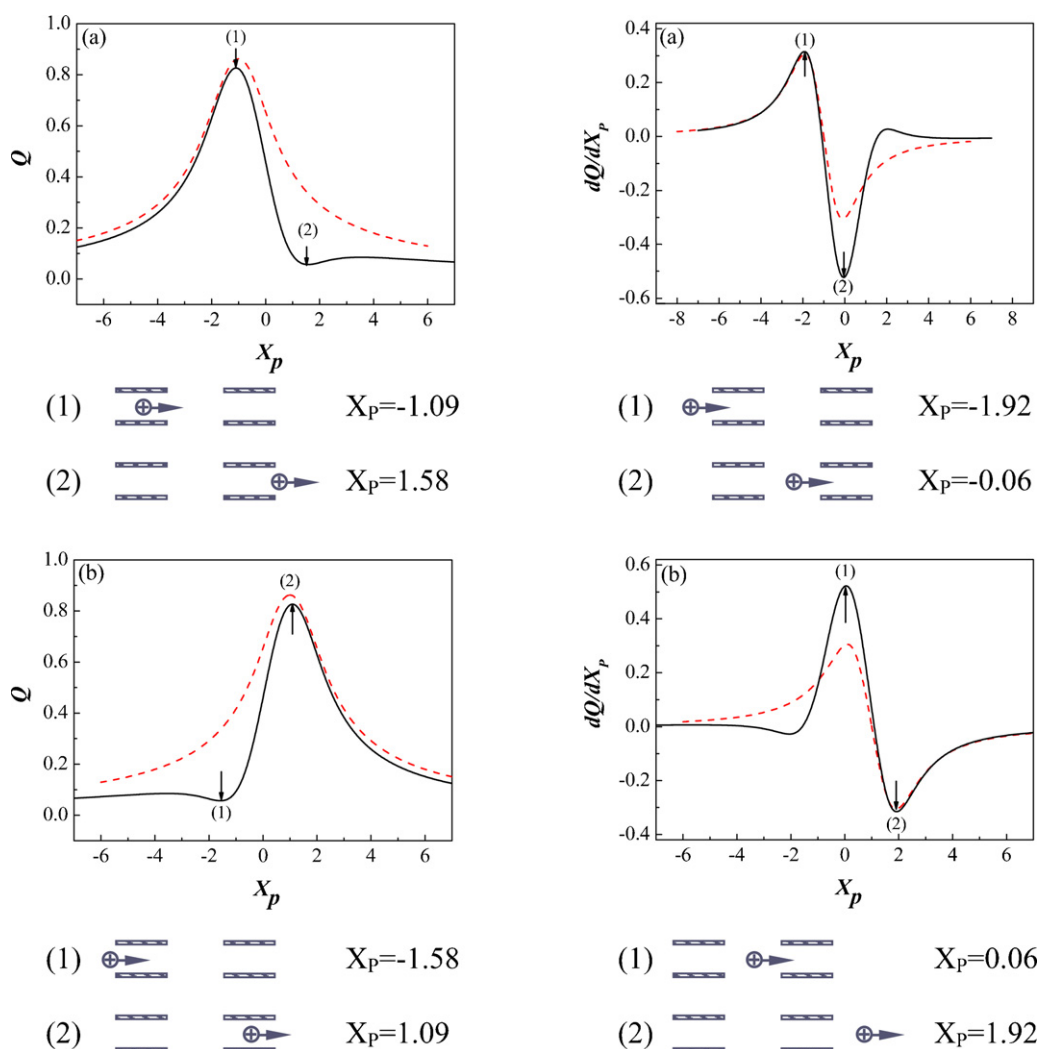 (a)
1.0
0.8
0.6
0.4
0.2
0.0
Q
(1)
(2)
-6 -4 -2 0 2 4 6
Xp
(1) XP=-1.09
(2) XP=1.58
(a)
0.4
0.2
0.0
-0.2
-0.4
-0.6
dQ/dXP
(1)
(2)
-8 -6 -4 -2 0 2 4 6 8
Xp
(1) XP=-1.92
(2) XP=-0.06
(b)
1.0
0.8
0.6
0.4
0.2
0.0
Q
(2)
(1)
-6 -4 -2 0 2 4 6
Xp
(1) XP=-1.58
(2) XP=1.09
(b)
0.6
0.4
0.2
0.0
-0.2
-0.4
dQ/dXP
(1)
(2)
-6 -4 -2 0 2 4 6
Xp
(1) XP=0.06
(2) XP=1.92